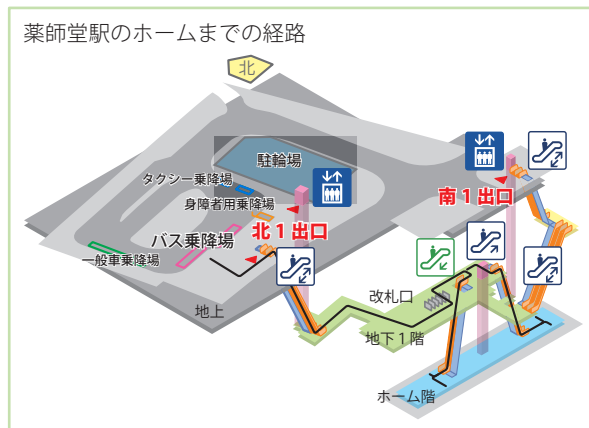 薬師堂駅のホームまでの経路
北
駐輪場
タクシー乗降場
身障者用乗降場
南1出口
北1出口
バス乗降場
一般車乗降場
改札口
地上
地下1階
ホーム階